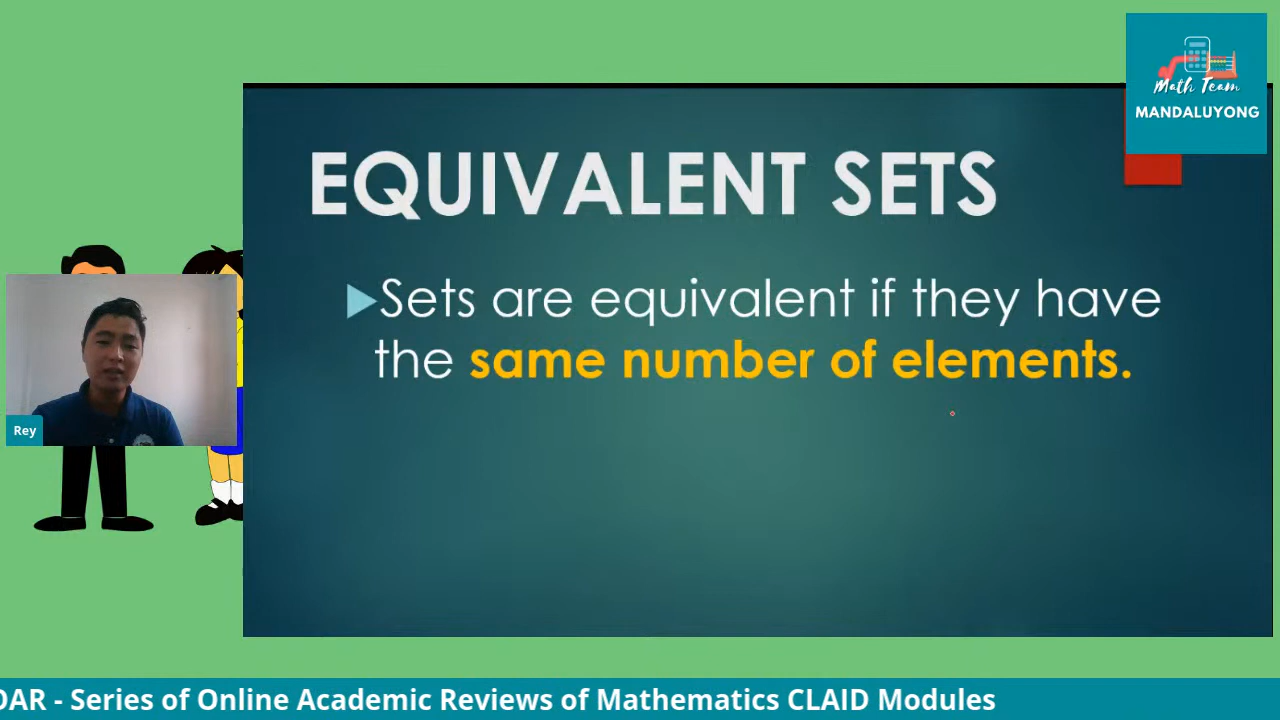 Math Team
MANDALUYONG
EQUIVALENT SETS
Sets are equivalent if they have
the same number of elements.
Rey
OAR - Series of Online Academic Reviews of Mathematics CLAID Modules